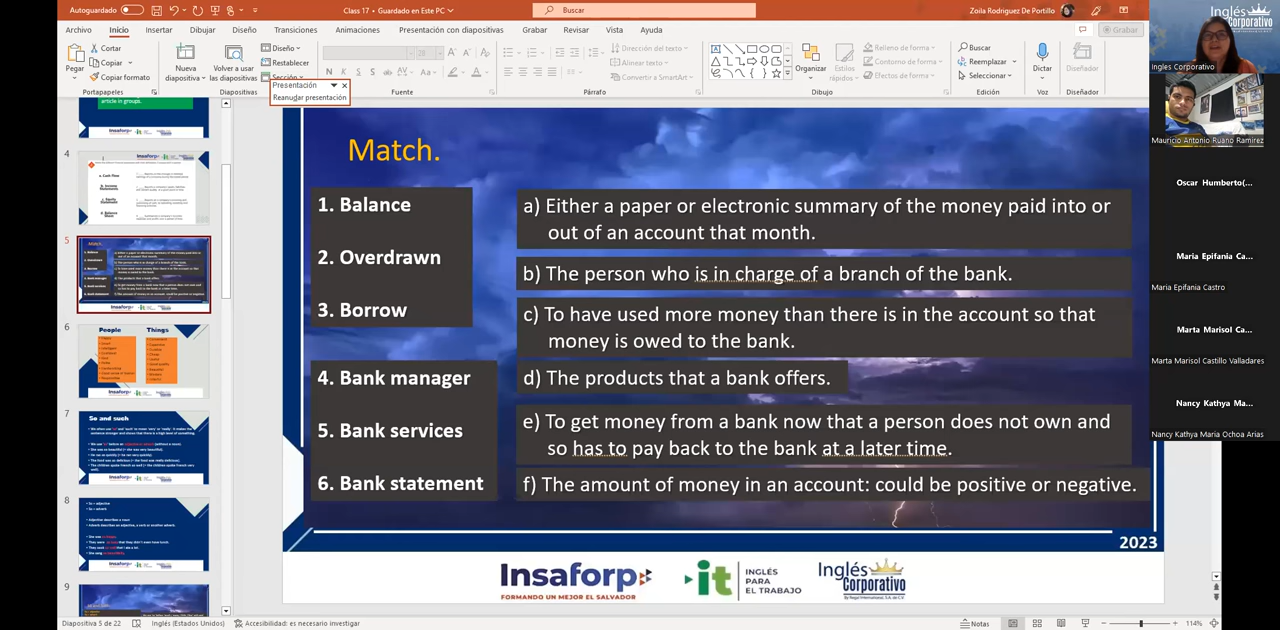 Autoguardado
Class 17 • Guardado en Este PC
Buscar
Zoila Rodriguez De Portillo
Archivo Inicio Insertar Dibujar Diseño Transiciones Animaciones Presentación con diapositivas Grabar Revisar Vista Ayuda
Grabar
Pegar
Cortar
Copiar
Copiar formato
Portapapeles
Nueva diapositiva
Volver a usar las diapositivas
Diseño
Restablecer
Sección
Diapositivas
Presentación
Reanudar presentación
Fuente
Dirección del texto
Alinear texto
Convertir a SmartArt
Párrafo
Organizar
Estilos rápidos
Relleno de forma
Contorno de forma
Efectos de forma
Dibujo
Buscar
Reemplazar
Seleccionar
Edición
Dictar
Voz
Diseñador
Diseñador
article in groups.
4
5
6
People Things
7
So and such
8
9
Match.
1. Balance
2. Overdrawn
3. Borrow
4. Bank manager
5. Bank services
6. Bank statement
a) Either a paper or electronic summary of the money paid into or
out of an account that month.
b) The person who is in charge of a branch of the bank.
c) To have used more money than there is in the account so that
money is owed to the bank.
d) The products that a bank offers.
e) To get money from a bank now that a person does not own and
so has to pay back to the bank at a later time.
f) The amount of money in an account: could be positive or negative.
2023
Insaforp
FORMANDO UN MEJOR EL SALVADOR
it
INGLÉS
PARA
EL TRABAJO
Inglés
Corporativo
Inglés
Corporativo
Ingles Corporativo
Mauricio Antonio Ruano Ramirez
Oscar Humberto(...
Maria Epifania Ca...
Maria Epifania Castro
Marta Marisol Ca...
Marta Marisol Castillo Valladares
Nancy Kathya Ma...
Nancy Kathya Maria Ochoa Arias
Diapositiva 5 de 22
Inglés (Estados Unidos)
Accesibilidad: es necesario investigar
Notas
114%